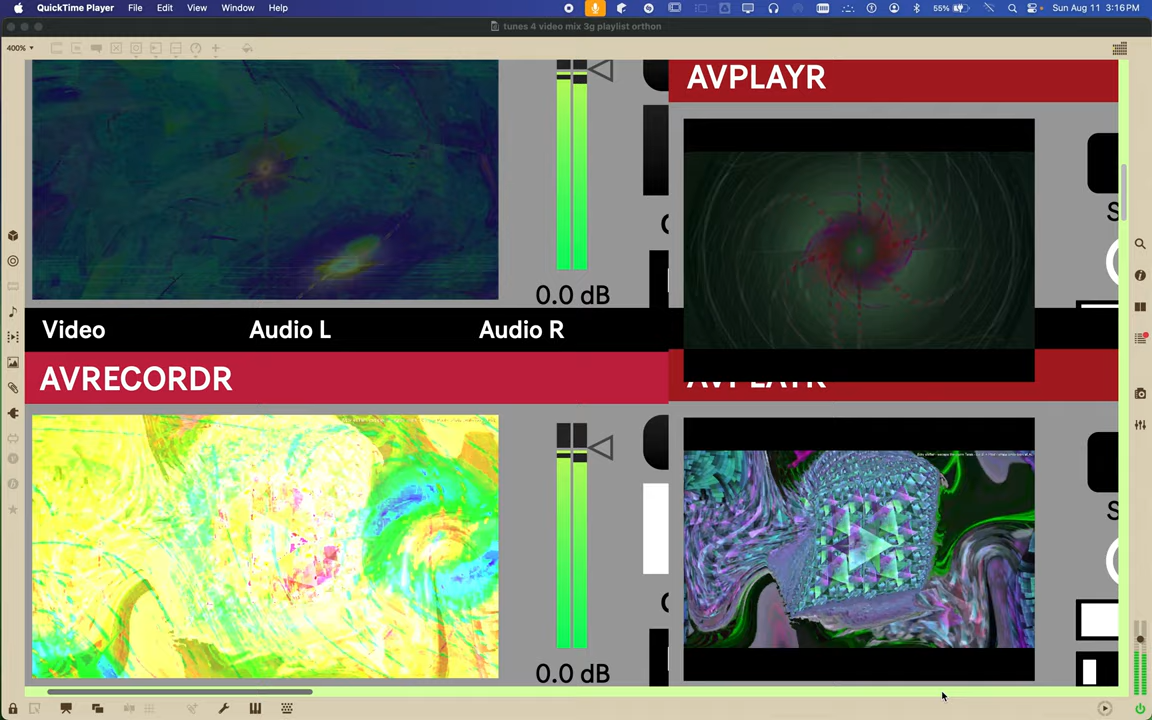 QuickTime Player File Edit View Window Help
55% Sun Aug 11 3:16 PM
tunes 4 video mix 3g playlist orthon
400%
AVPLAYR
S
0.0 dB
Video Audio L Audio R
AVRECORDR
S
0.0 dB